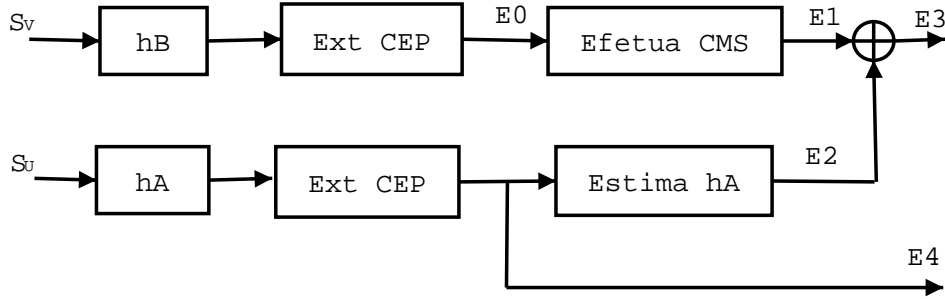 E0
E1
E3
SV
hB
Ext CEP
Efetua CMS
SU
hA
Ext CEP
Estima hA
E2
E4